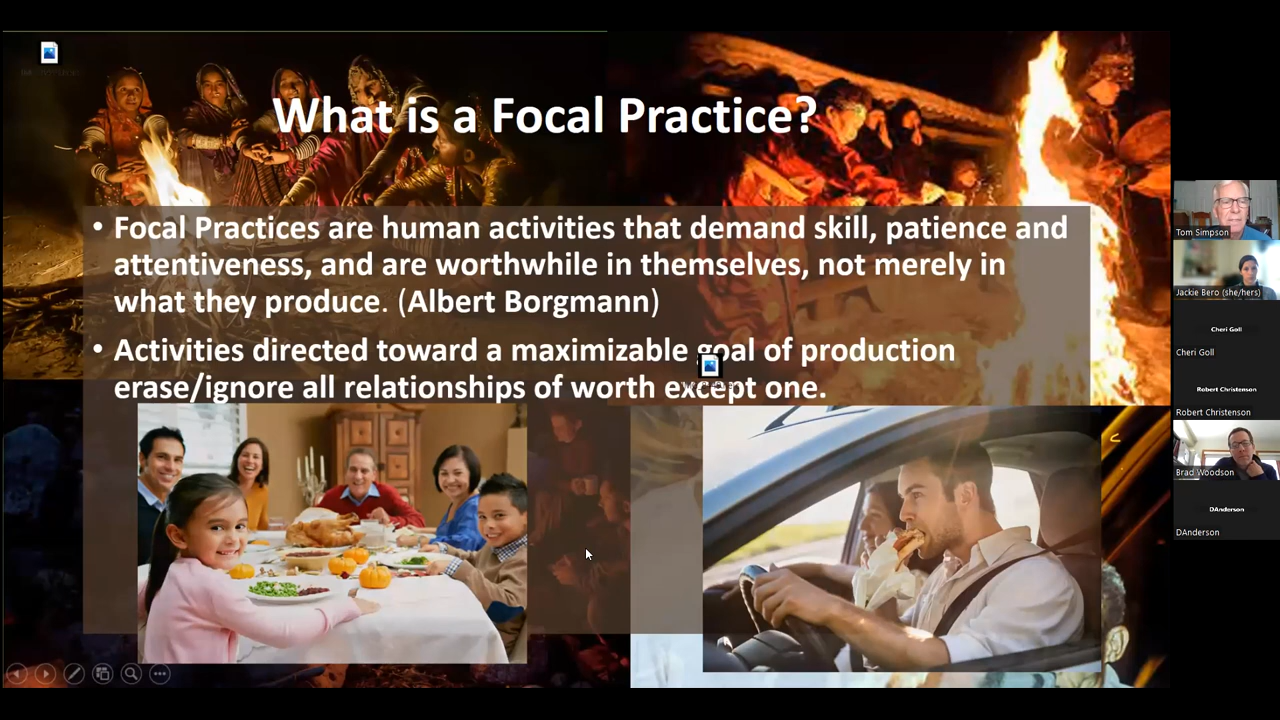 What is a Focal Practice?
• Focal Practices are human activities that demand skill, patience and
attentiveness, and are worthwhile in themselves, not merely in
what they produce. (Albert Borgmann)
• Activities directed toward a maximizable goal of production
erase/ignore all relationships of worth except one.
Tom Simpson
Jackie Bero (she/hers)
Cheri Goll
Cheri Goll
Robert Christenson
Robert Christenson
Brad Woodson
DAnderson
DAnderson